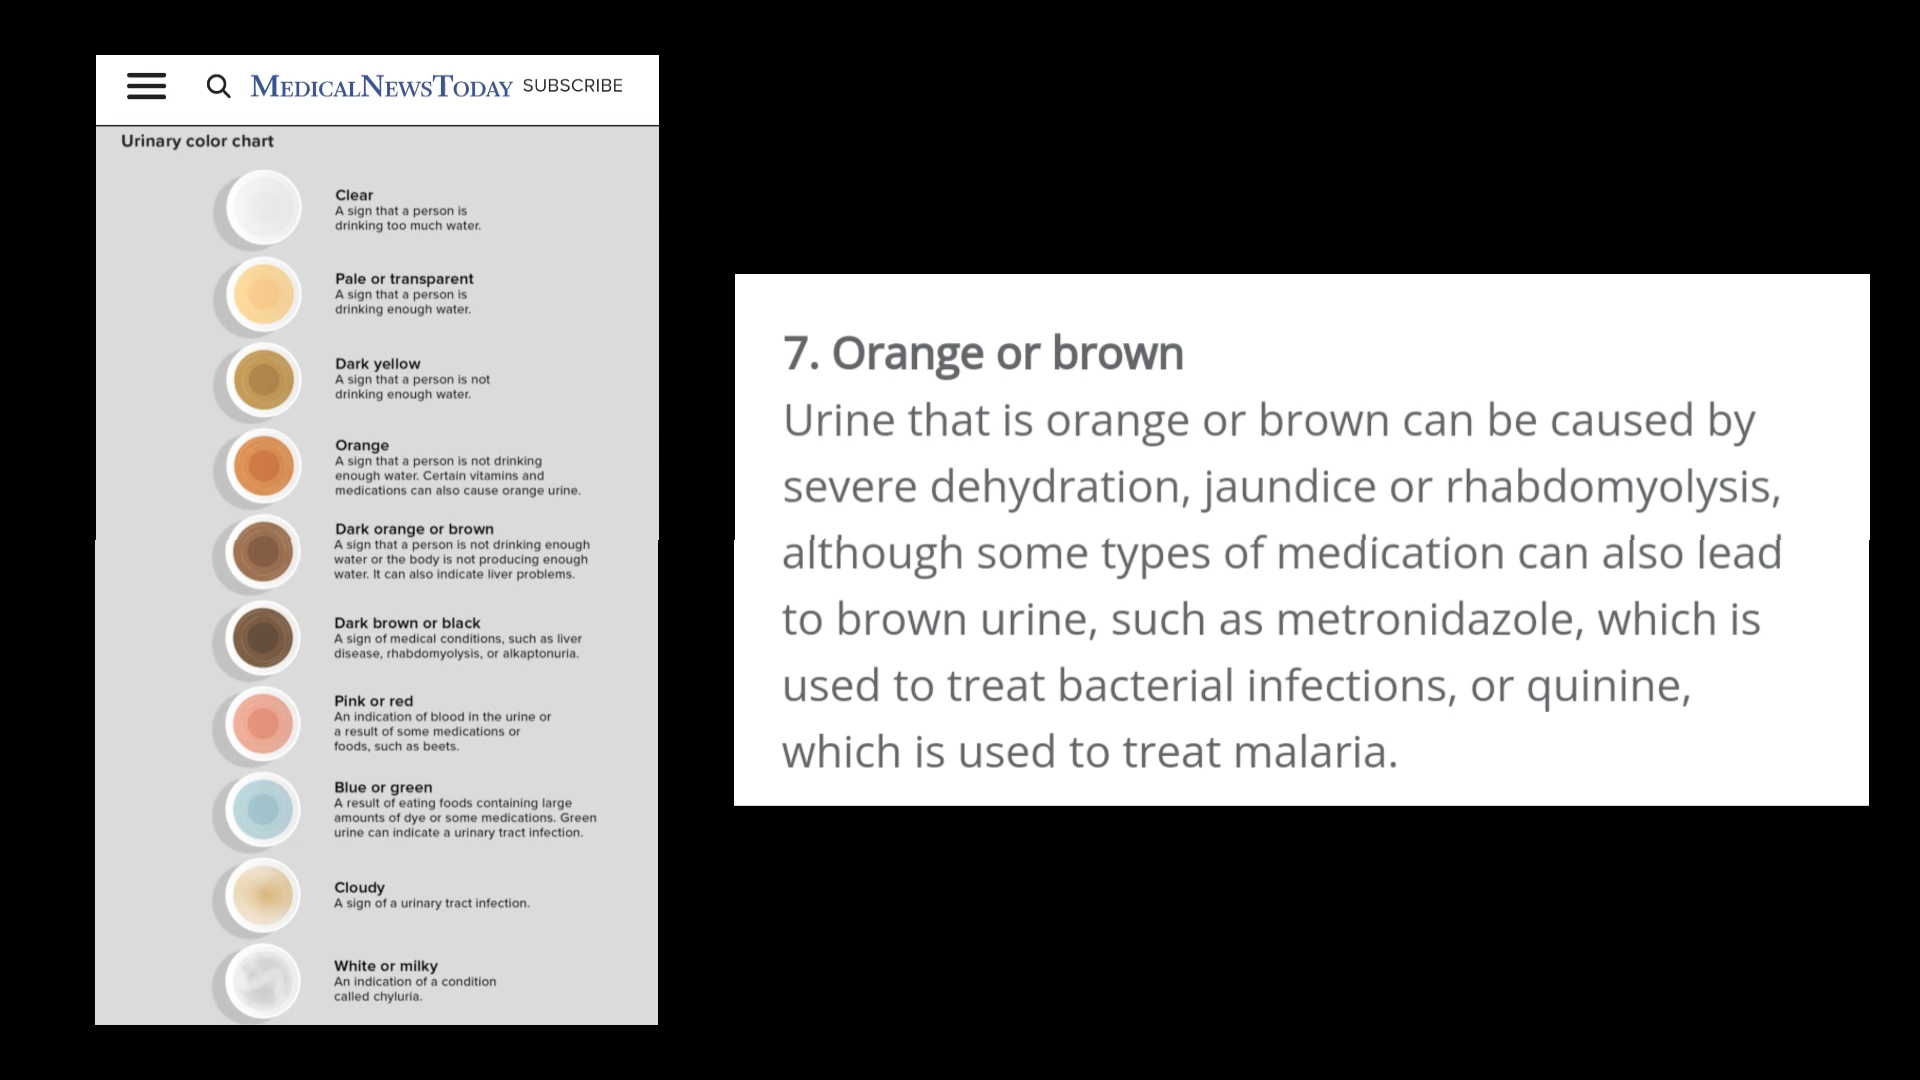 MEDICALNEWSTODAY SUBSCRIBE
Urinary color chart
Clear
A sign that a person is
drinking too much water.
Pale or transparent
A sign that a person is
drinking enough water.
Dark yellow
A sign that a person is not
drinking enough water.
Orange
A sign that a person is not drinking
enough water. Certain vitamins and
medications can also cause orange urine.
Dark orange or brown
A sign that a person is not drinking enough
water or the body is not producing enough
water. It can also indicate liver problems.
Dark brown or black
A sign of medical conditions, such as liver
disease, rhabdomyolysis, or alkaptonuria.
Pink or red
An indication of blood in the urine or
a result of some medications or
foods, such as beets.
Blue or green
A result of eating foods containing large
amounts of dye or some medications. Green
urine can indicate a urinary tract infection.
Cloudy
A sign of a urinary tract infection.
White or milky
An indication of a condition
called chyluria.
7. Orange or brown
Urine that is orange or brown can be caused by
severe dehydration, jaundice or rhabdomyolysis,
although some types of medication can also lead
to brown urine, such as metronidazole, which is
used to treat bacterial infections, or quinine,
which is used to treat malaria.